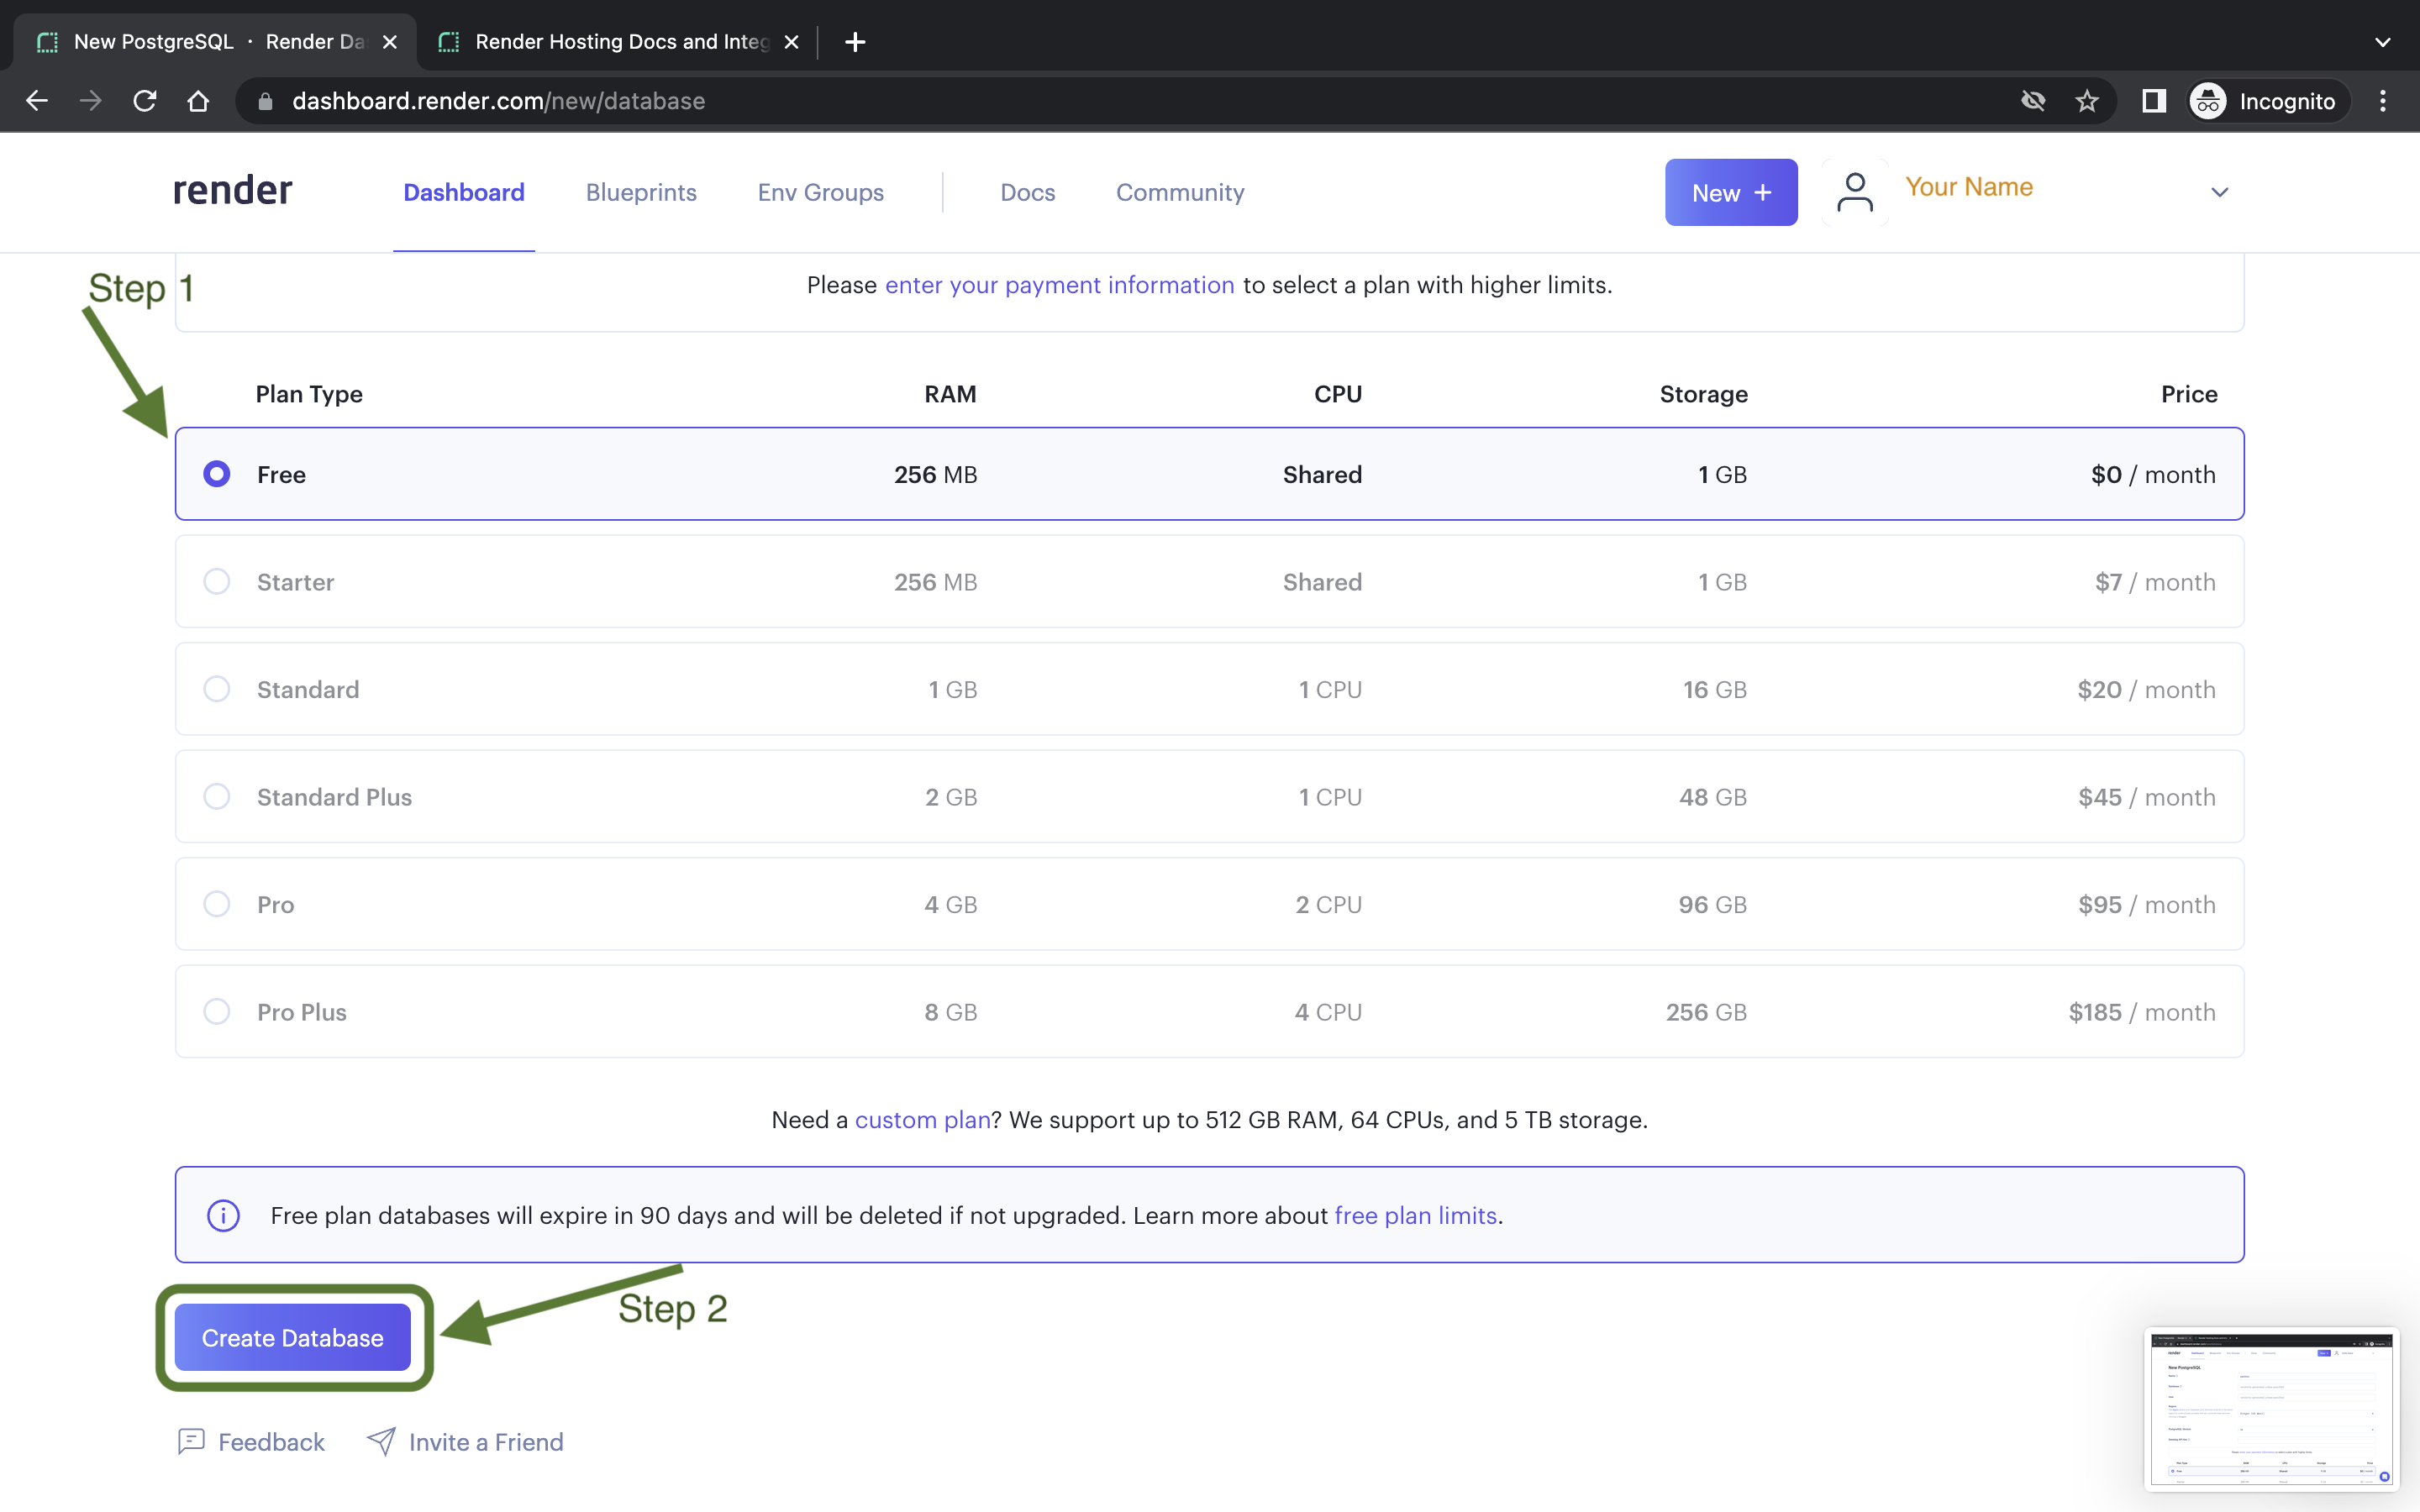 New PostgreSQL · Render Da
Render Hosting Docs and Integ
dashboard.render.com/new/database
Incognito
render
Dashboard
Blueprints
Env Groups
Docs
Community
New +
Your Name
Step 1
Please enter your payment information to select a plan with higher limits.
Plan Type RAM CPU Storage Price
Free 256 MB Shared 1 GB $0 / month
Starter 256 MB Shared 1 GB $7 / month
Standard 1 GB 1 CPU 16 GB $20 / month
Standard Plus 2 GB 1 CPU 48 GB $45 / month
Pro 4 GB 2 CPU 96 GB $95 / month
Pro Plus 8 GB 4 CPU 256 GB $185 / month
Need a custom plan? We support up to 512 GB RAM, 64 CPUs, and 5 TB storage.
Free plan databases will expire in 90 days and will be deleted if not upgraded. Learn more about free plan limits.
Step 2
Create Database
Feedback
Invite a Friend
render
New PostgreSQL